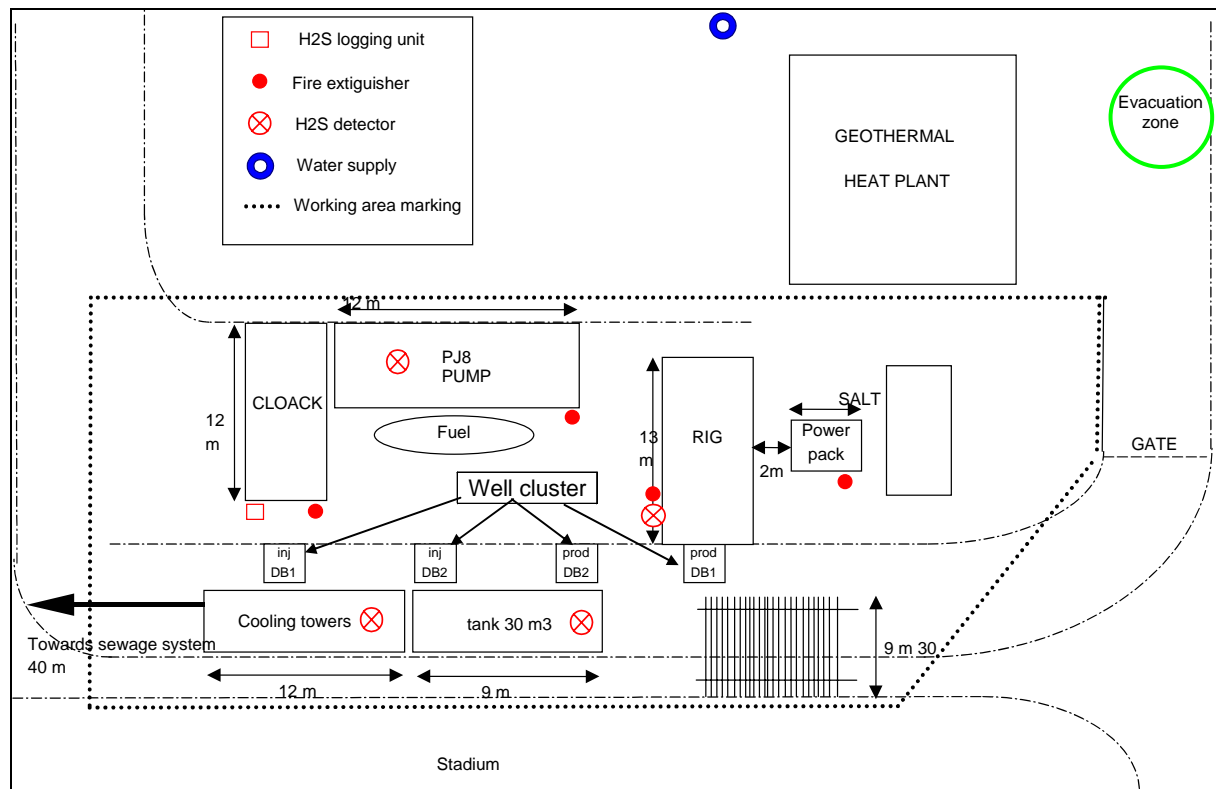 H2S logging unit
Fire extiguisher
H2S detector
Water supply
Working area marking
GEOTHERMAL
HEAT PLANT
Evacuation
zone
12 m
PJ8
PUMP
CLOACK
12
m
Fuel
Well cluster
13
m
RIG
2m
SALT
Power
pack
GATE
inj
DB1
inj
DB2
prod
DB2
prod
DB1
Cooling towers
tank 30 m3
Towards sewage system
40 m
12 m
9 m
9 m 30
Stadium